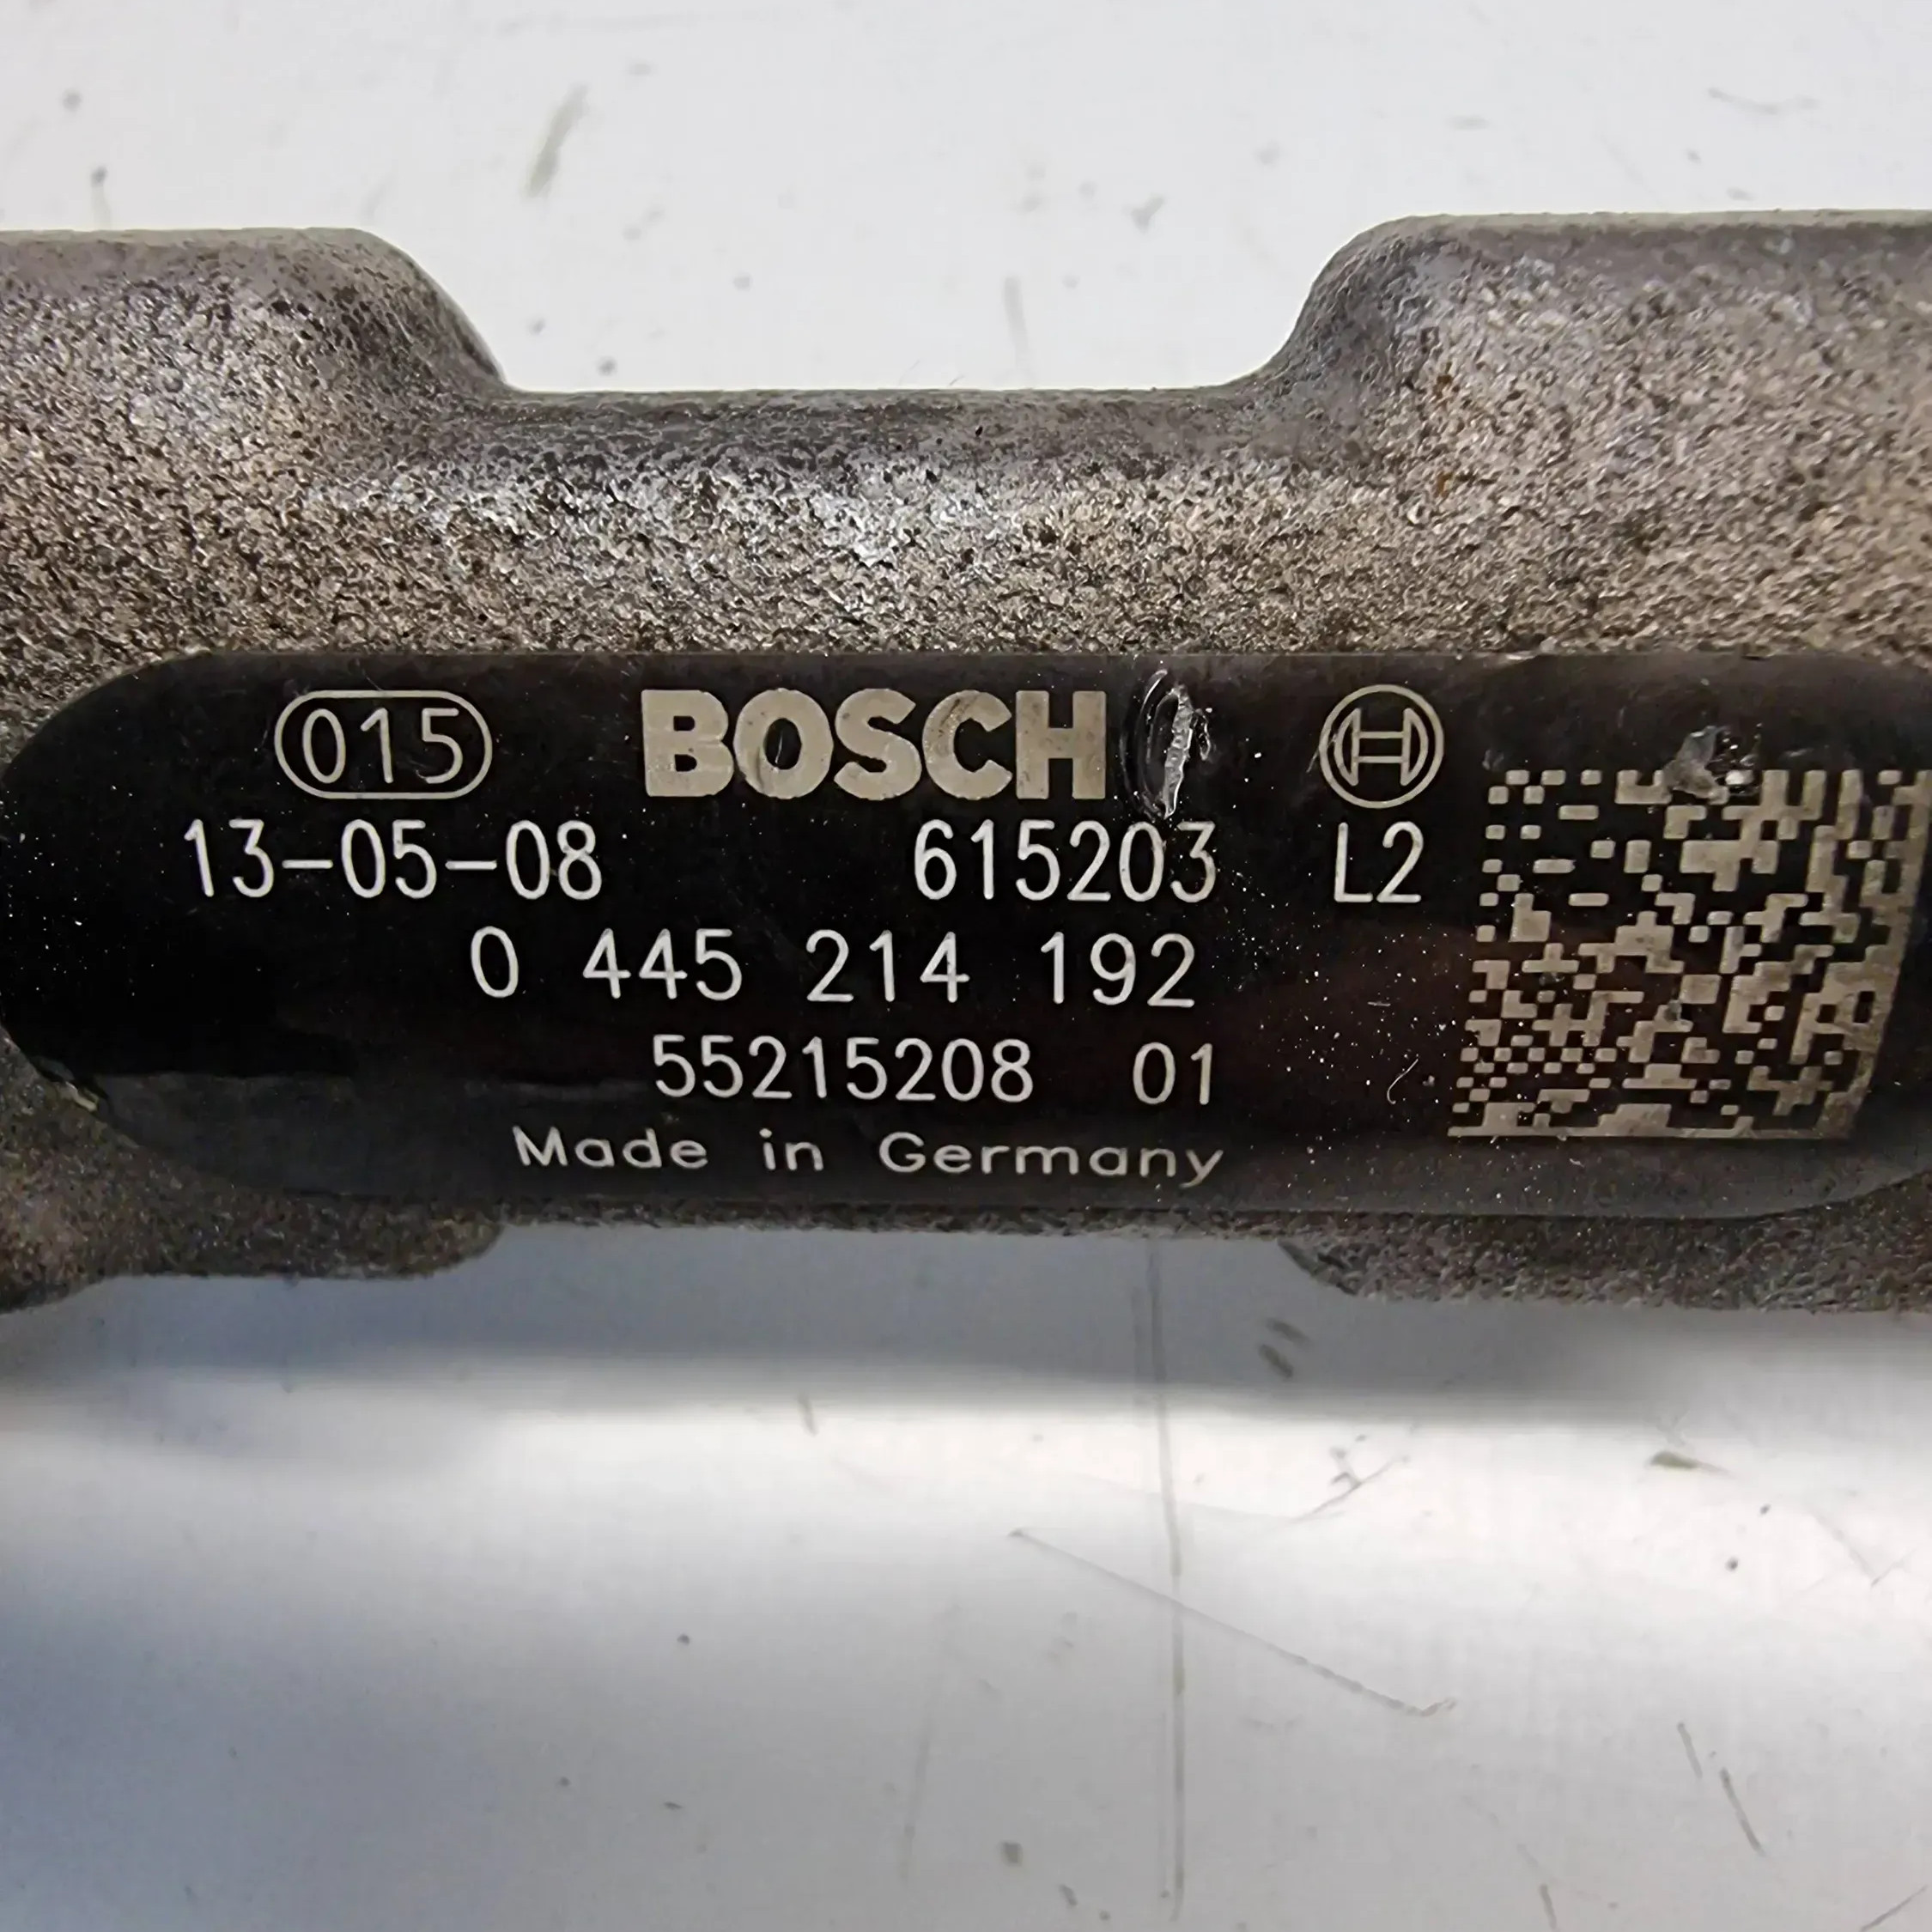 015 BOSCH
13-05-08 615203 L2
0 445 214 192
55215208 01
Made in Germany